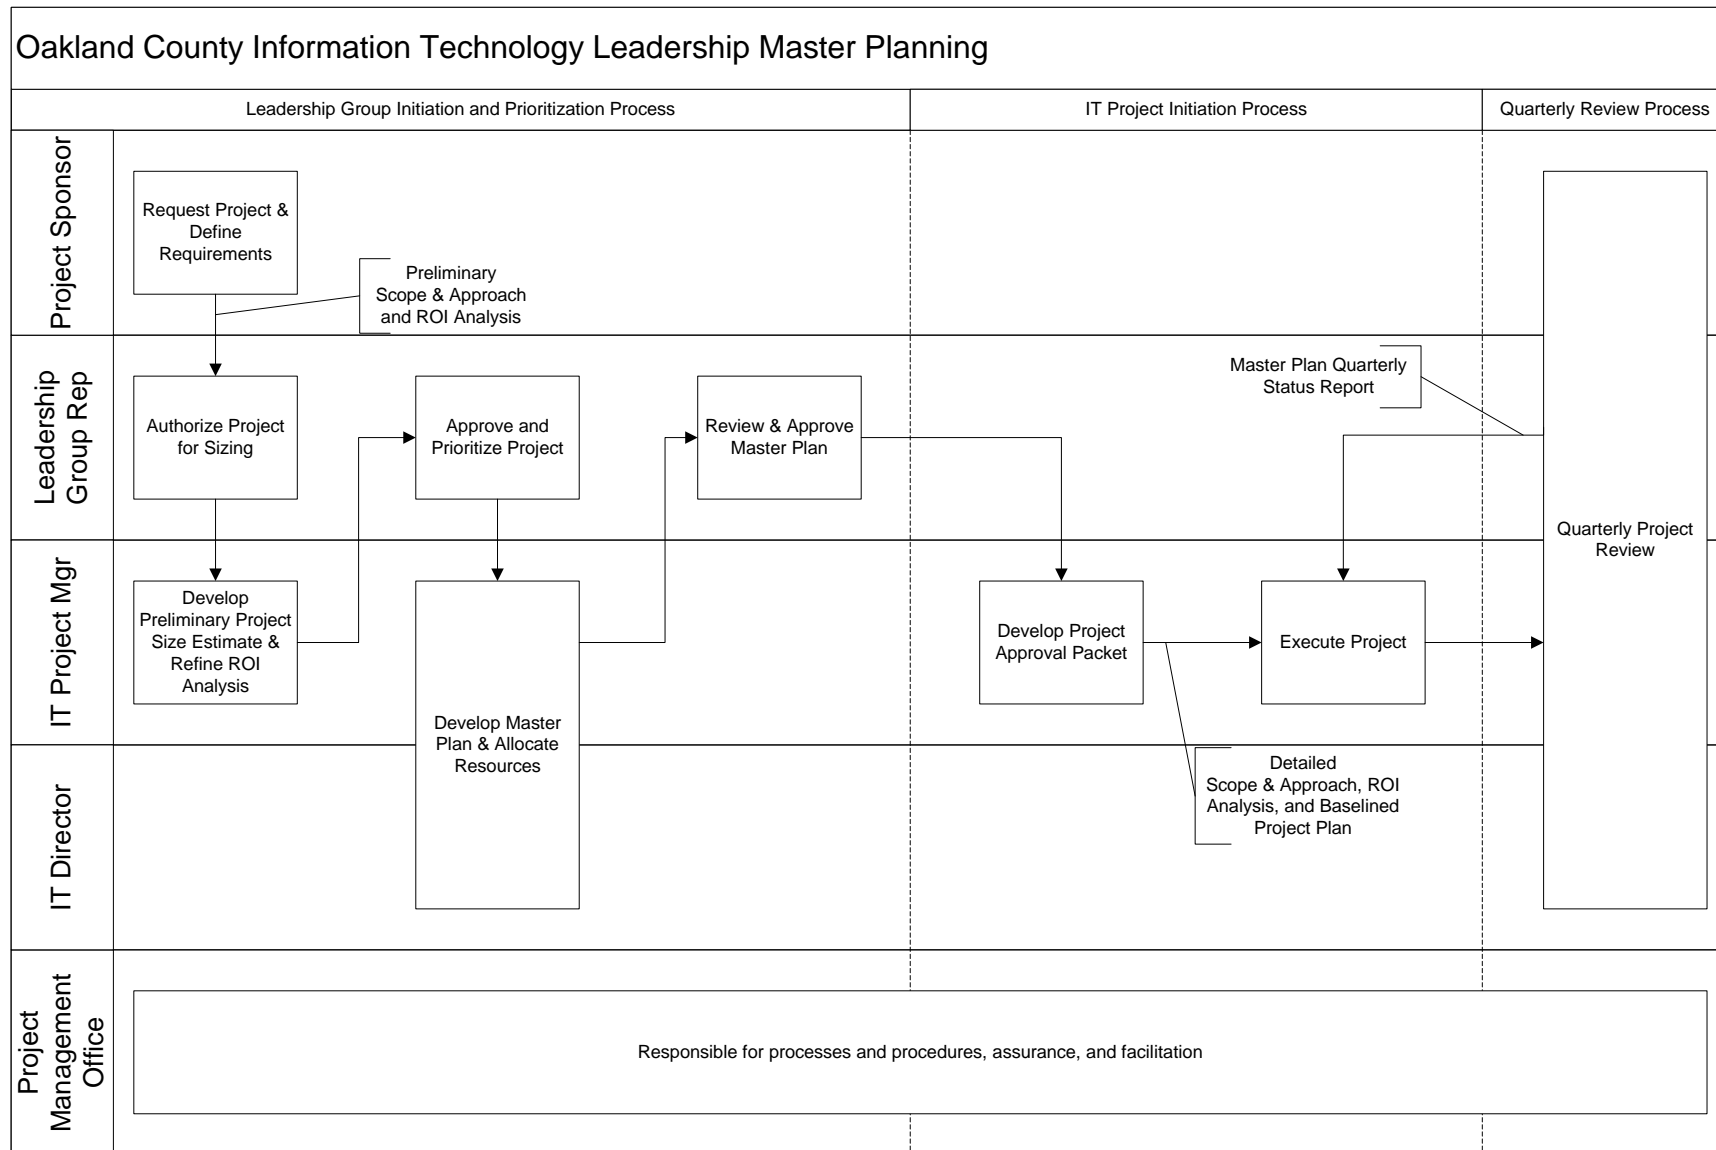 Oakland County Information Technology Leadership Master Planning
Leadership Group Initiation and Prioritization Process
IT Project Initiation Process
Quarterly Review Process
Project Sponsor
Request Project &
Define
Requirements
Preliminary
Scope & Approach
and ROI Analysis
Leadership
Group Rep
Authorize Project
for Sizing
Approve and
Prioritize Project
Review & Approve
Master Plan
Master Plan Quarterly
Status Report
Quarterly Project
Review
IT Project Mgr
Develop
Preliminary Project
Size Estimate &
Refine ROI
Analysis
Develop Master
Plan & Allocate
Resources
Develop Project
Approval Packet
Execute Project
IT Director
Detailed
Scope & Approach, ROI
Analysis, and Baselined
Project Plan
Project
Management
Office
Responsible for processes and procedures, assurance, and facilitation